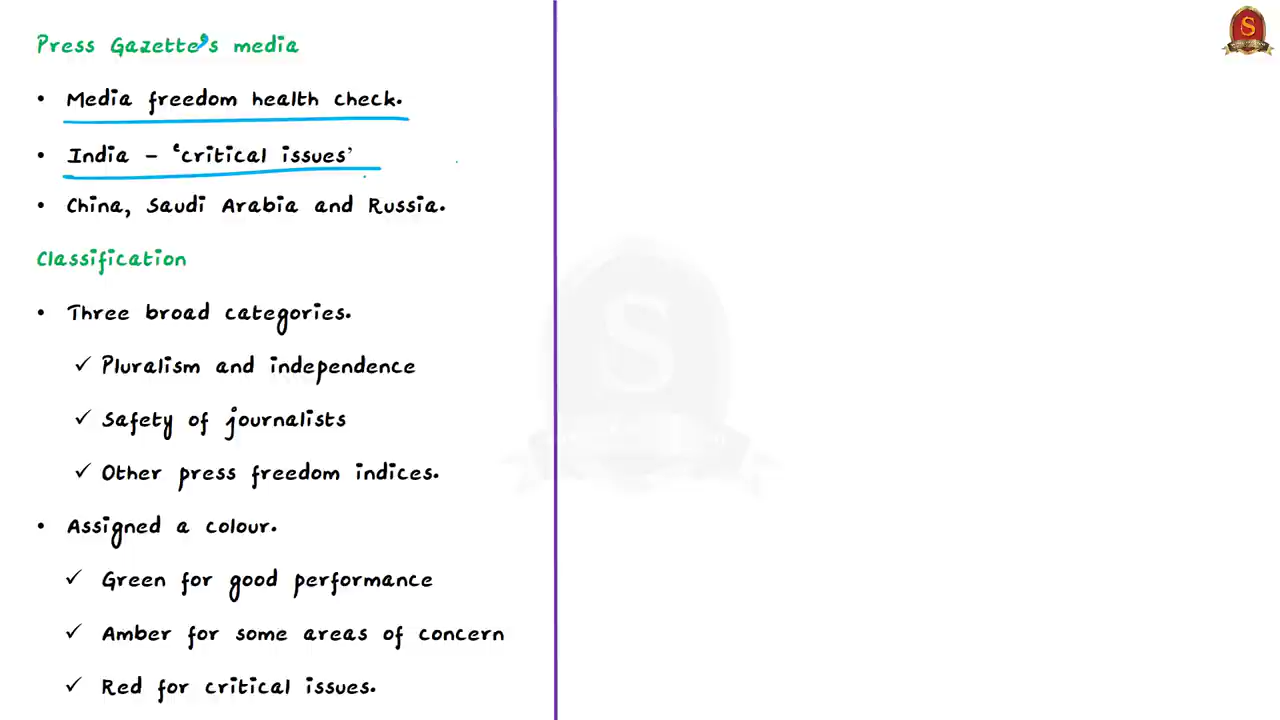 Press Gazette's media
• Media freedom health check.
• India – 'critical issues'
• China, Saudi Arabia and Russia.
Classification
• Three broad categories.
✓ Pluralism and independence
✓ Safety of journalists
✓ Other press freedom indices.
• Assigned a colour.
✓ Green for good performance
✓ Amber for some areas of concern
✓ Red for critical issues.
S
S